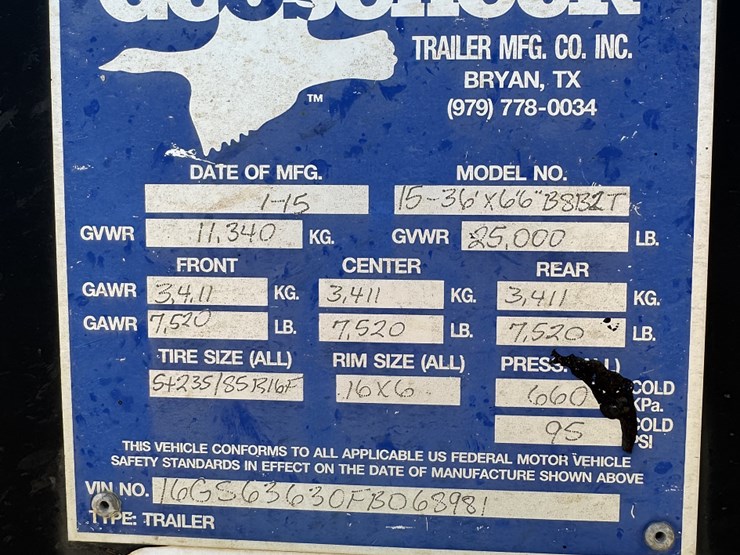 TRAILER MFG. CO. INC.
BRYAN, TX
(979) 778-0034
TM
DATE OF MFG. MODEL NO.
1-15 15-36'X6'6"B8B2T
GVWR 11,340 KG. GVWR 25,000 LB.
FRONT CENTER REAR
GAWR 3,411 KG. 3,411 KG. 3,411 KG.
GAWR 7,520 LB. 7,520 LB. 7,520 LB.
TIRE SIZE (ALL) RIM SIZE (ALL)
St235/85R16F 16X6 660 COLD KPa.
95 COLD PSI
THIS VEHICLE CONFORMS TO ALL APPLICABLE US FEDERAL MOTOR VEHICLE
SAFETY STANDARDS IN EFFECT ON THE DATE OF MANUFACTURE SHOWN ABOVE
VIN NO. 16GS63630FB068981
TYPE: TRAILER